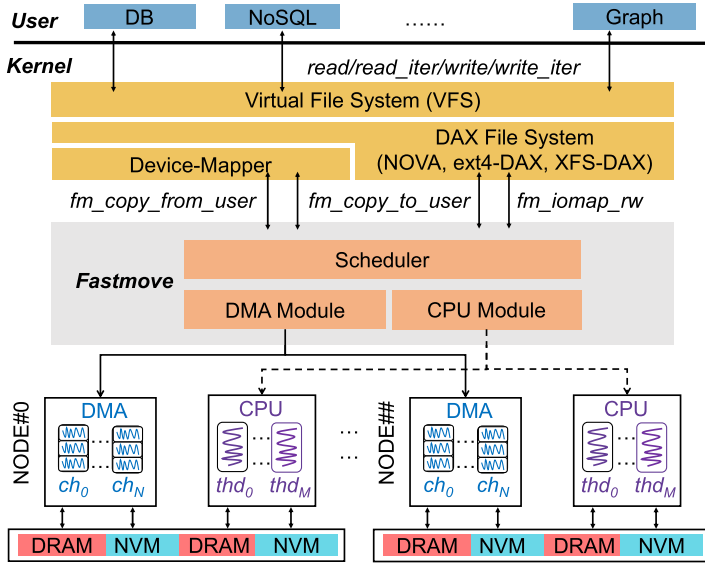 User
DB
NoSQL
......
Graph
Kernel
read/read_iter/write/write_iter
Virtual File System (VFS)
DAX File System
(NOVA, ext4-DAX, XFS-DAX)
Device-Mapper
fm_copy_from_user
fm_copy_to_user
fm_iomap_rw
Scheduler
Fastmove
DMA Module
CPU Module
NODE#0
DMA
...
ch0
chN
CPU
...
thd0
thdM
...
...
NODE##
DMA
...
ch0
chN
CPU
...
thd0
thdM
DRAM NVM DRAM NVM
DRAM NVM DRAM NVM